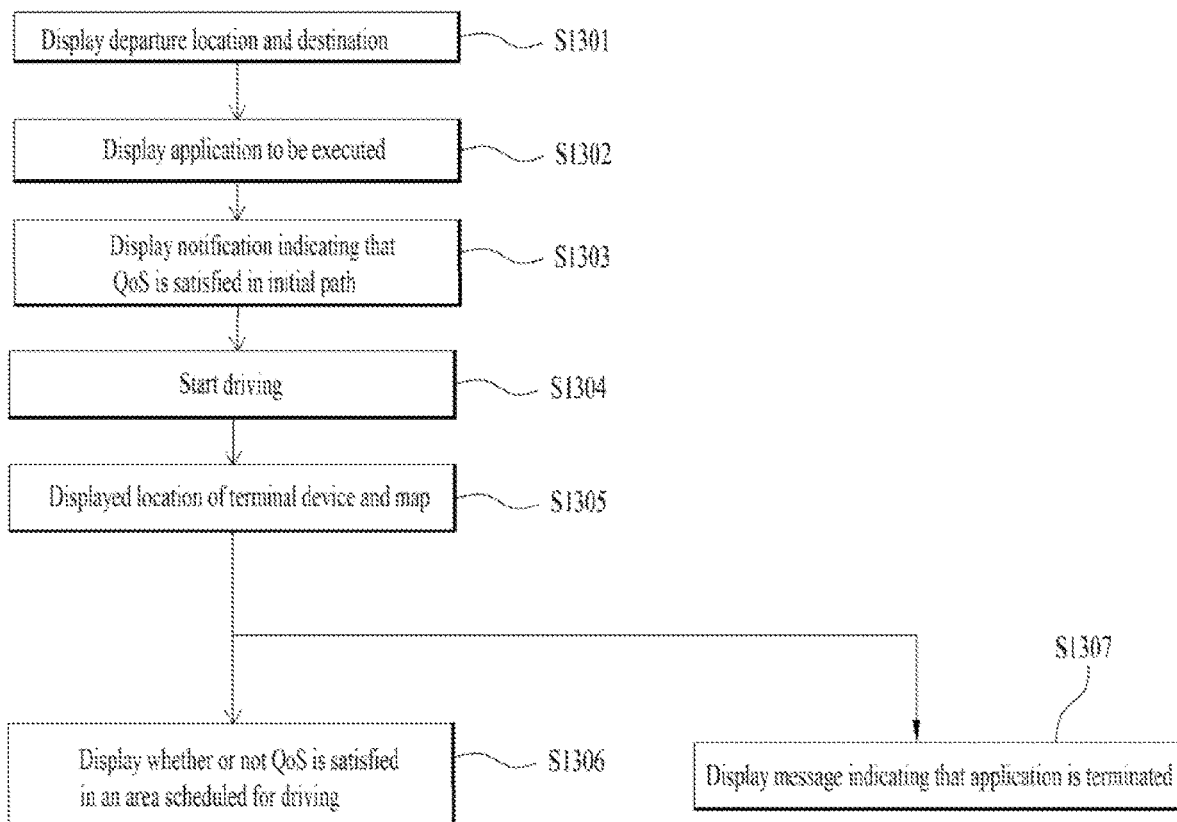 Display departure location and destination
S1301
Display application to be executed
S1302
Display notification indicating that
QoS is satisfied in initial path
S1303
Start driving
S1304
Displayed location of terminal device and map
S1305
S1307
Display whether or not QoS is satisfied
in an area scheduled for driving
S1306
Display message indicating that application is terminated